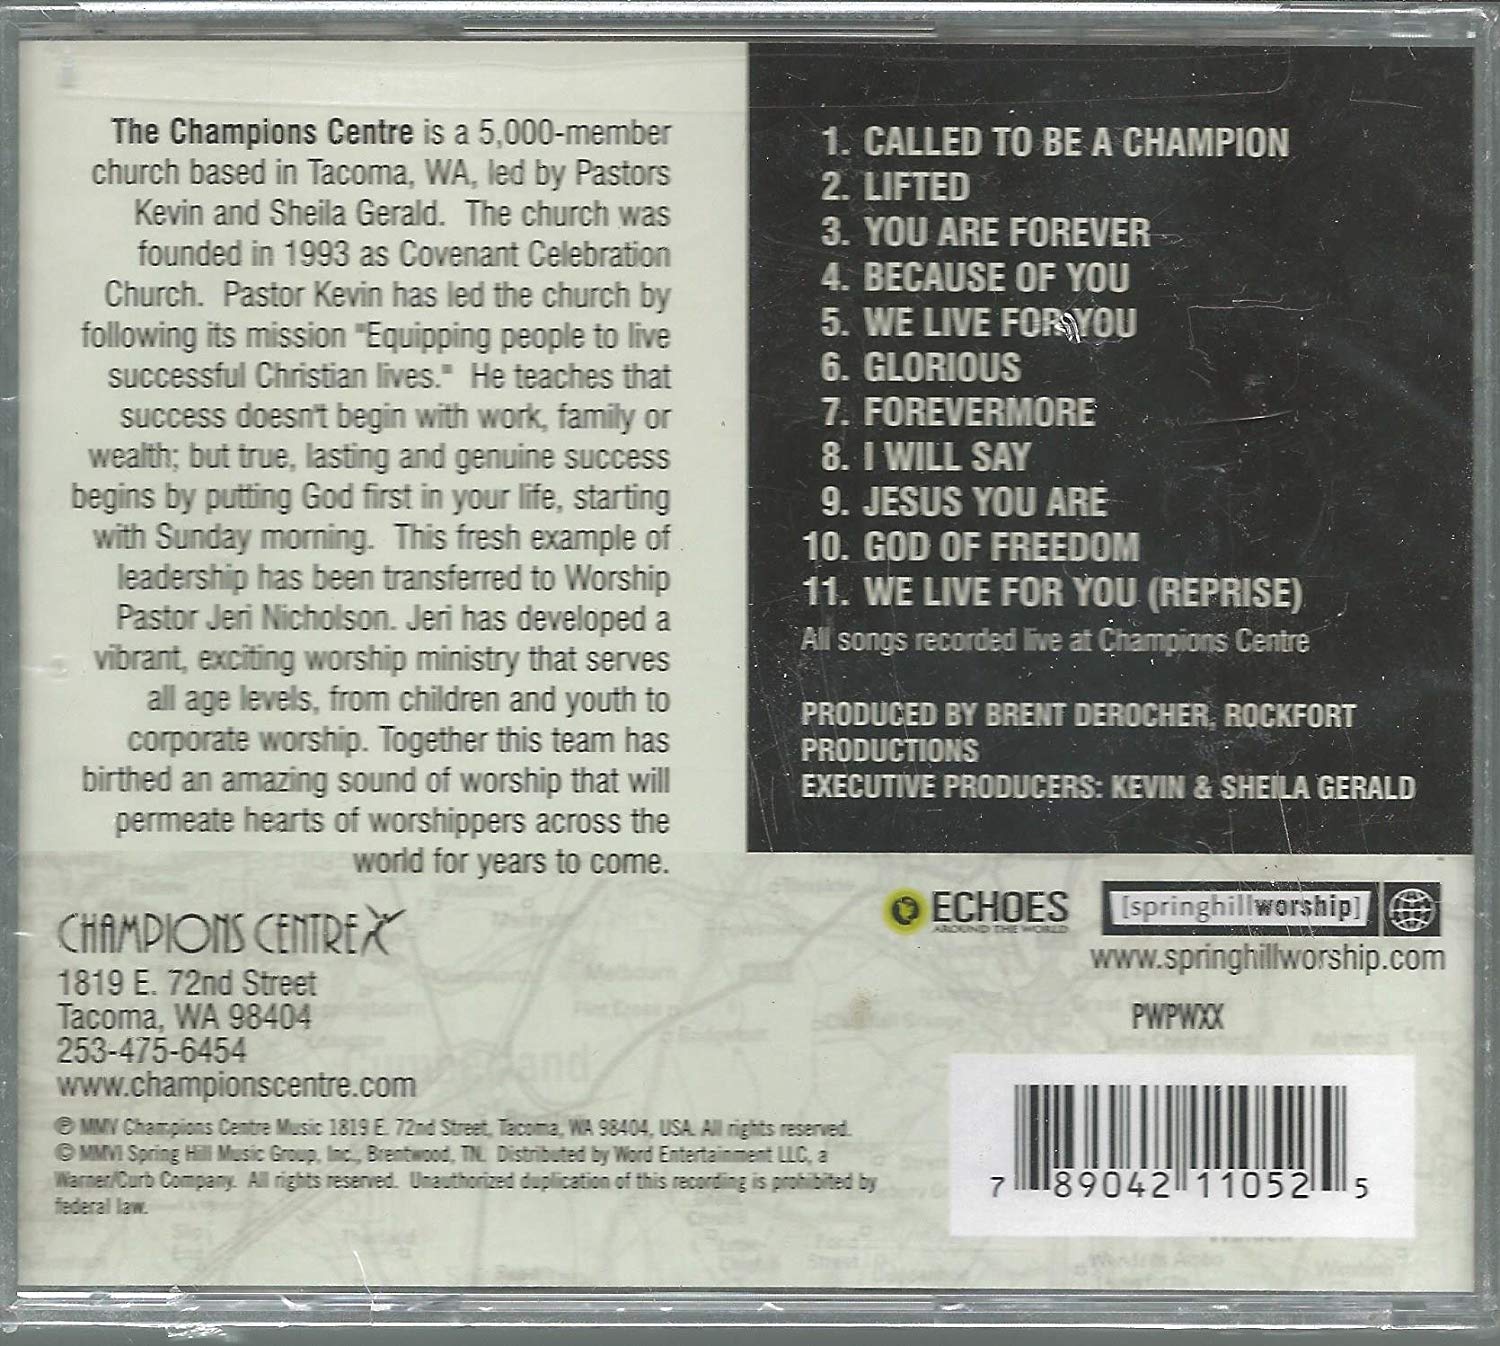 The Champions Centre is a 5,000-member
church based in Tacoma, WA, led by Pastors
Kevin and Sheila Gerald. The church was
founded in 1993 as Covenant Celebration
Church. Pastor Kevin has led the church by
following its mission "Equipping people to live
successful Christian lives." He teaches that
success doesn't begin with work, family or
wealth; but true, lasting and genuine success
begins by putting God first in your life, starting
with Sunday morning. This fresh example of
leadership has been transferred to Worship
Pastor Jeri Nicholson. Jeri has developed a
vibrant, exciting worship ministry that serves
all age levels, from children and youth to
corporate worship. Together this team has
birthed an amazing sound of worship that will
permeate hearts of worshippers across the
world for years to come.
CHAMPIONS CENTRE
1819 E. 72nd Street
Tacoma, WA 98404
253-475-6454
www.championscentre.com
℗ MMV Champions Centre Music 1819 E. 72nd Street, Tacoma, WA 98404, USA. All rights reserved.
© MMVI Spring Hill Music Group, Inc., Brentwood, TN. Distributed by Word Entertainment LLC, a
Warner/Curb Company. All rights reserved. Unauthorized duplication of this recording is prohibited by
federal law.
1. CALLED TO BE A CHAMPION
2. LIFTED
3. YOU ARE FOREVER
4. BECAUSE OF YOU
5. WE LIVE FOR YOU
6. GLORIOUS
7. FOREVERMORE
8. I WILL SAY
9. JESUS YOU ARE
10. GOD OF FREEDOM
11. WE LIVE FOR YOU (REPRISE)
All songs recorded live at Champions Centre
PRODUCED BY BRENT DEROCHER, ROCKFORT
PRODUCTIONS
EXECUTIVE PRODUCERS: KEVIN & SHEILA GERALD
ECHOES
AROUND THE WORLD
[springhillworship]
www.springhillworship.com
PWPWXX
7 89042 11052 5